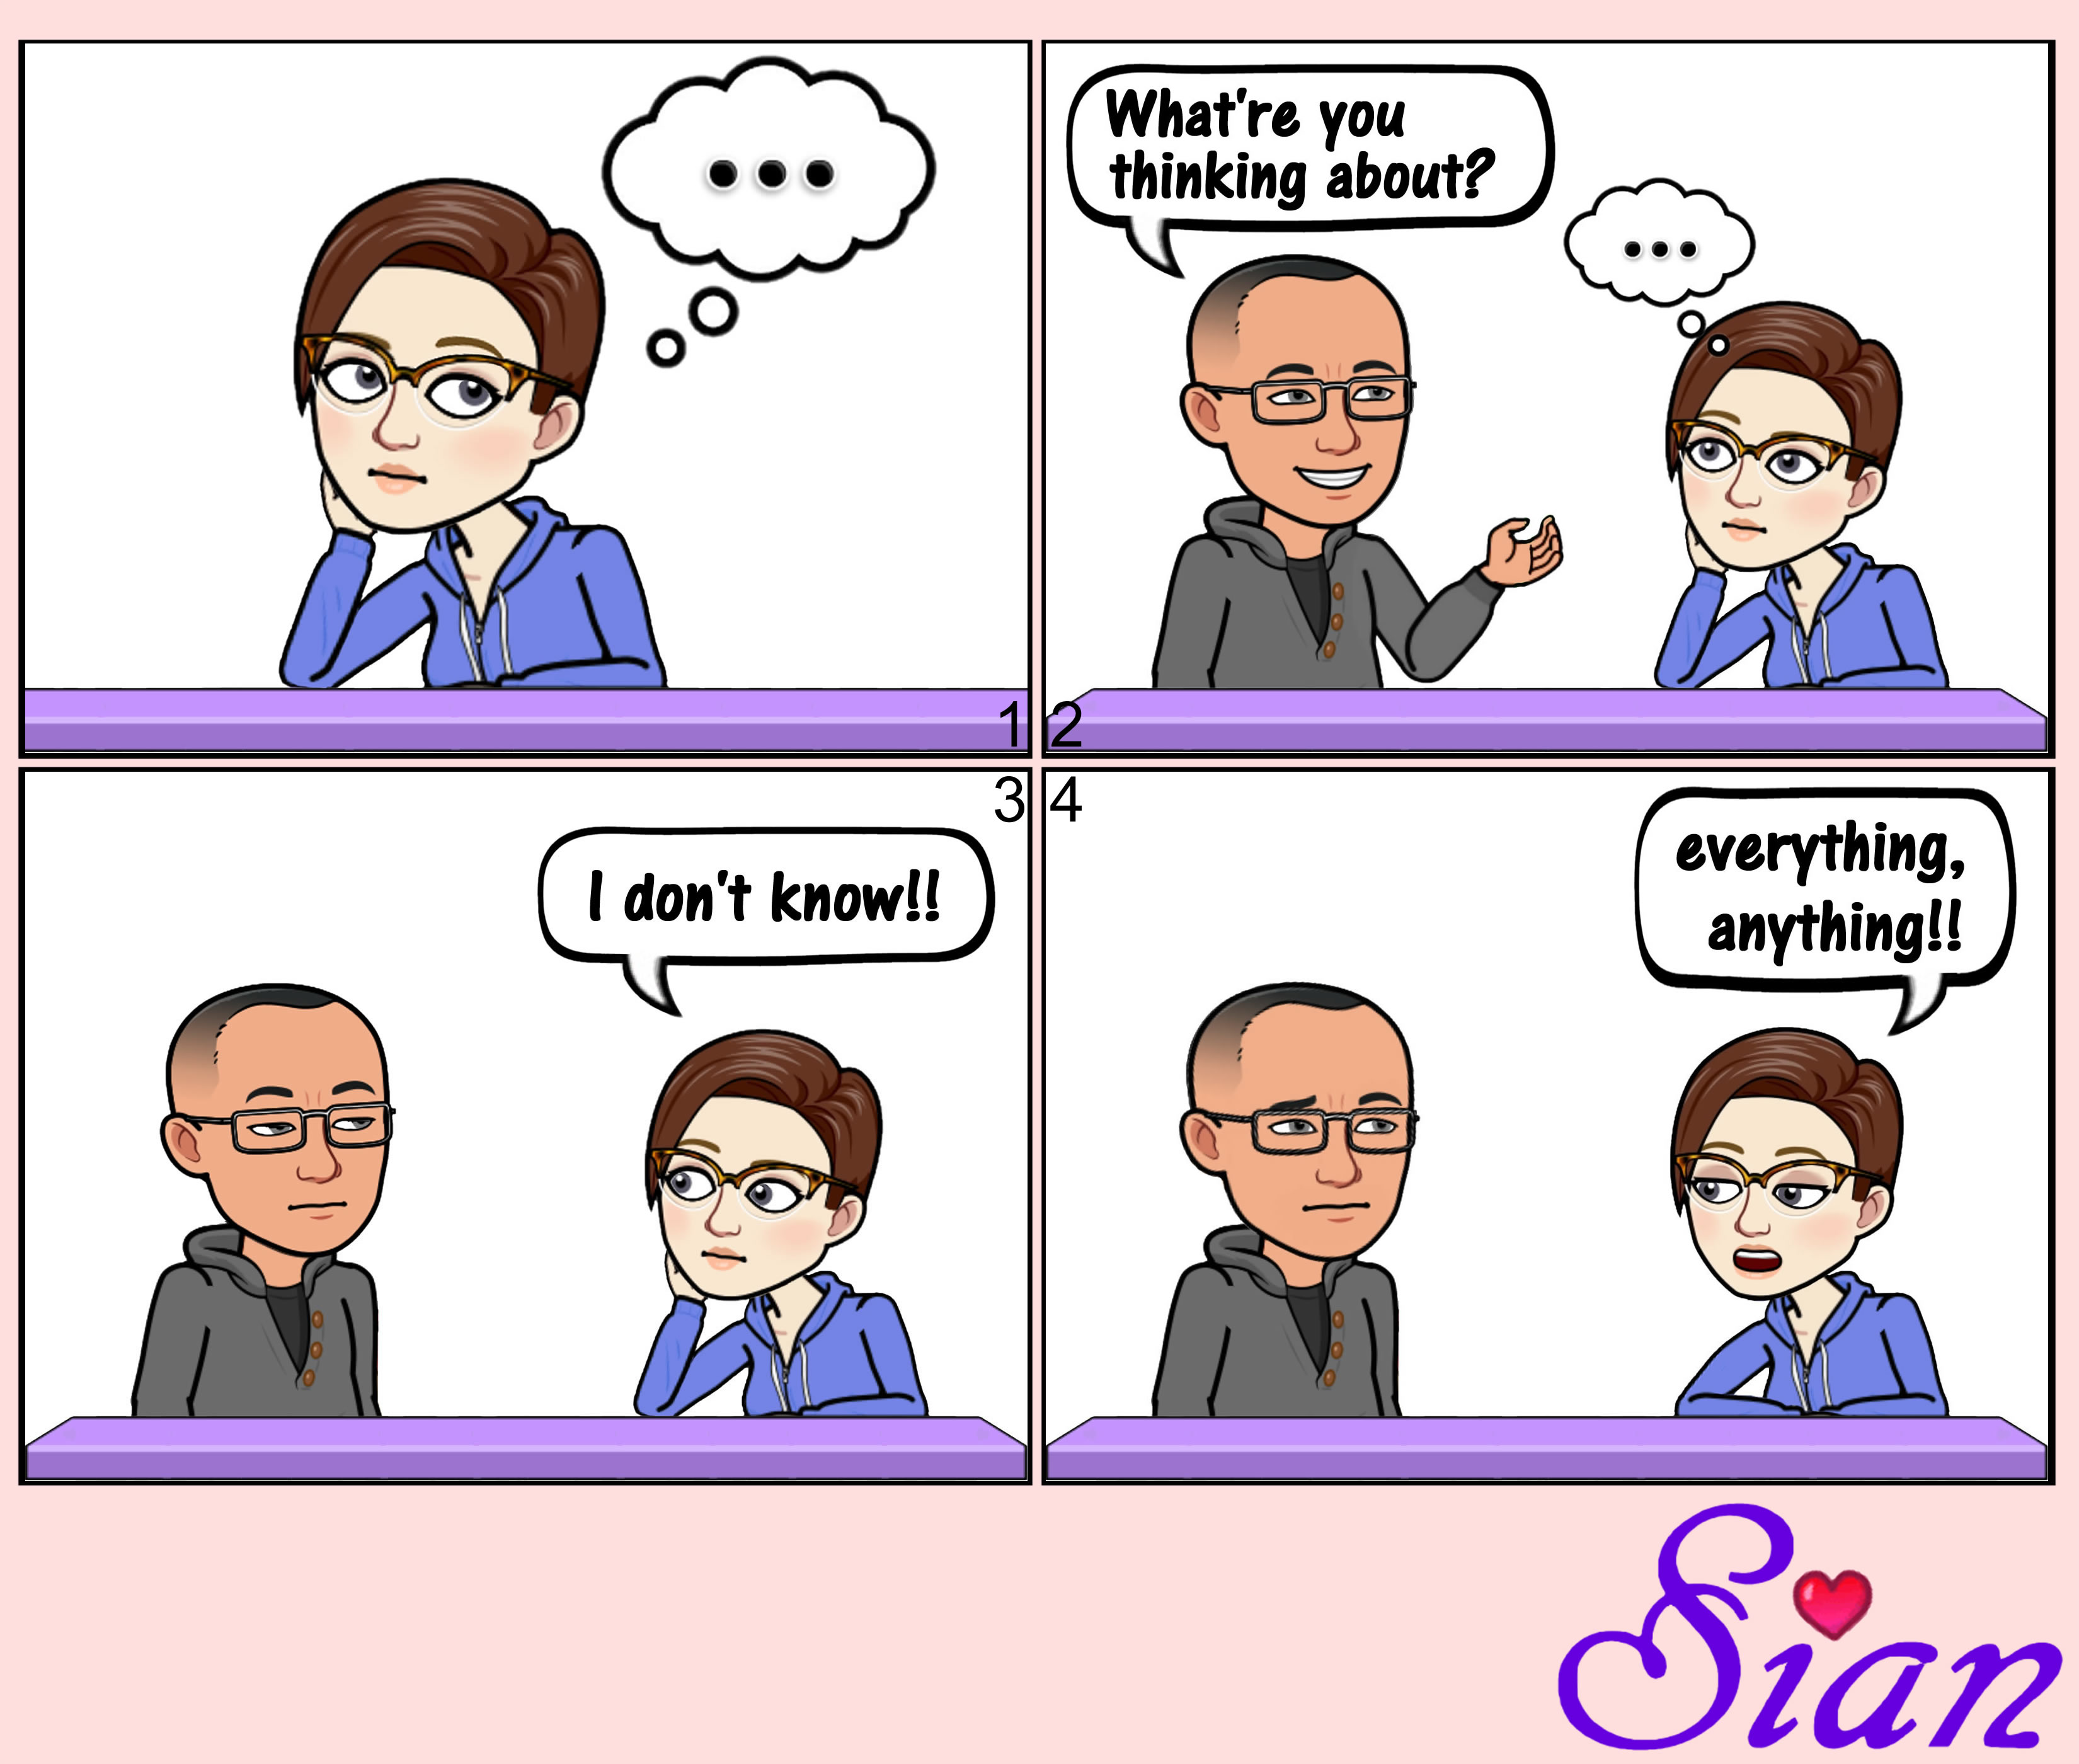 ...
What're you
thinking about?
...
1
2
3
I don't know!!
4
everything,
anything!!
Sian